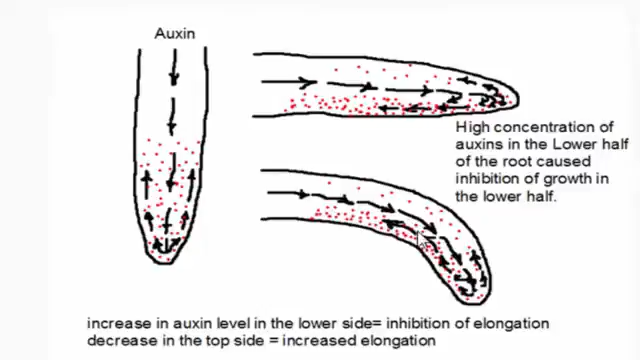 Auxin
High concentration of
auxins in the Lower half
of the root caused
inhibition of growth in
the lower half.
increase in auxin level in the lower side= inhibition of elongation
decrease in the top side = increased elongation